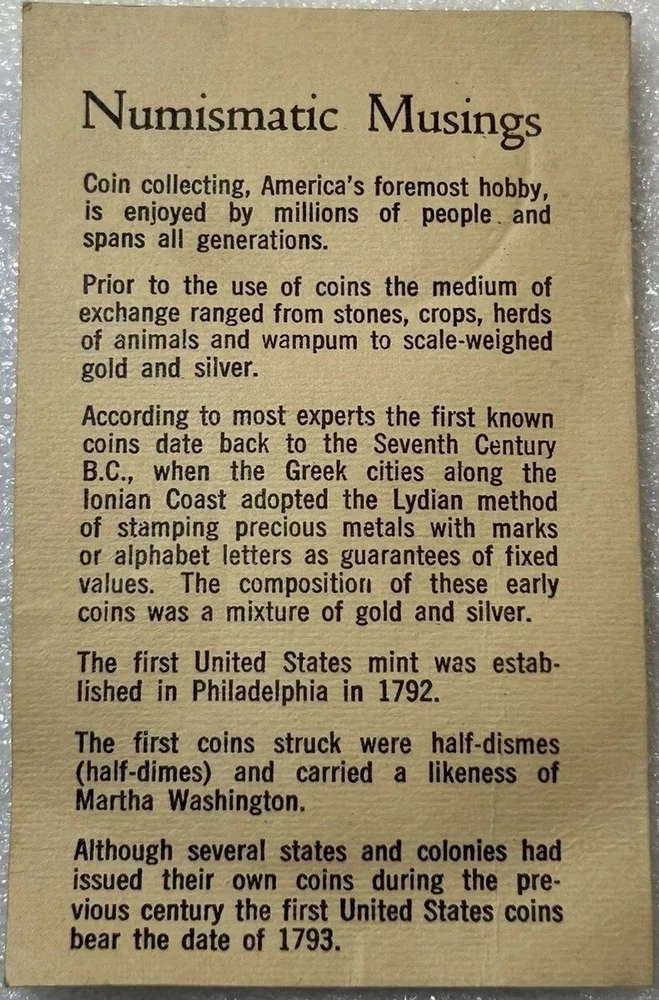 Numismatic Musings
Coin collecting, America's foremost hobby,
is enjoyed by millions of people and
spans all generations.
Prior to the use of coins the medium of
exchange ranged from stones, crops, herds
of animals and wampum to scale-weighed
gold and silver.
According to most experts the first known
coins date back to the Seventh Century
B.C., when the Greek cities along the
Ionian Coast adopted the Lydian method
of stamping precious metals with marks
or alphabet letters as guarantees of fixed
values. The composition of these early
coins was a mixture of gold and silver.
The first United States mint was estab-
lished in Philadelphia in 1792.
The first coins struck were half-dismes
(half-dimes) and carried a likeness of
Martha Washington.
Although several states and colonies had
issued their own coins during the pre-
vious century the first United States coins
bear the date of 1793.